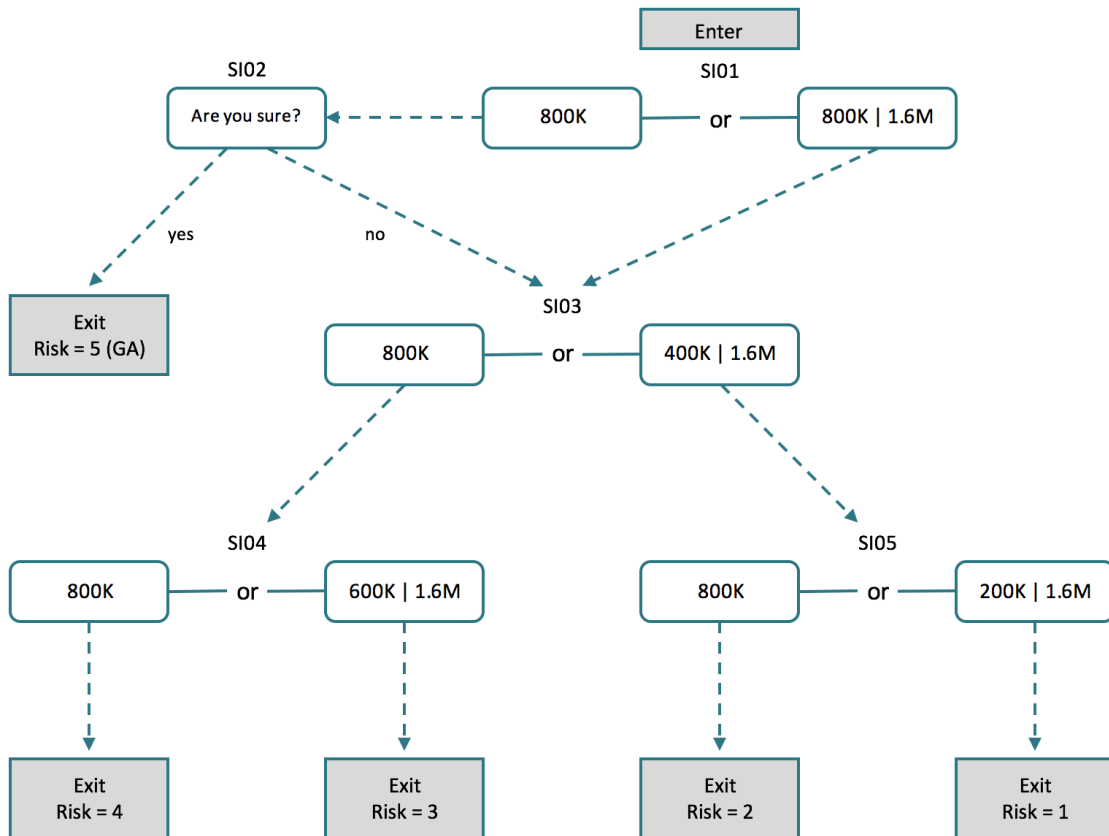 Enter
SI01
SI02
Are you sure?
800K
or
800K | 1.6M
yes
no
SI03
Exit
Risk = 5 (GA)
800K
or
400K | 1.6M
SI04
SI05
800K
or
600K | 1.6M
800K
or
200K | 1.6M
Exit
Risk = 4
Exit
Risk = 3
Exit
Risk = 2
Exit
Risk = 1